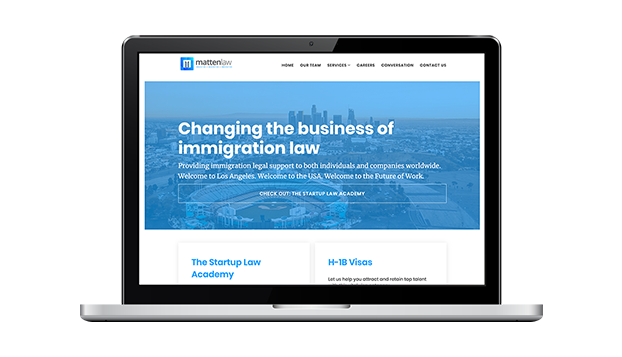 mattenlaw
HOME OUR TEAM SERVICES CAREERS CONVERSATION CONTACT US
Changing the business of
immigration law
Providing immigration legal support to both individuals and companies worldwide.
Welcome to Los Angeles. Welcome to the USA. Welcome to the Future of Work.
CHECK OUT: THE STARTUP LAW ACADEMY
The Startup Law
Academy
H-1B Visas
Let us help you attract and retain top talent